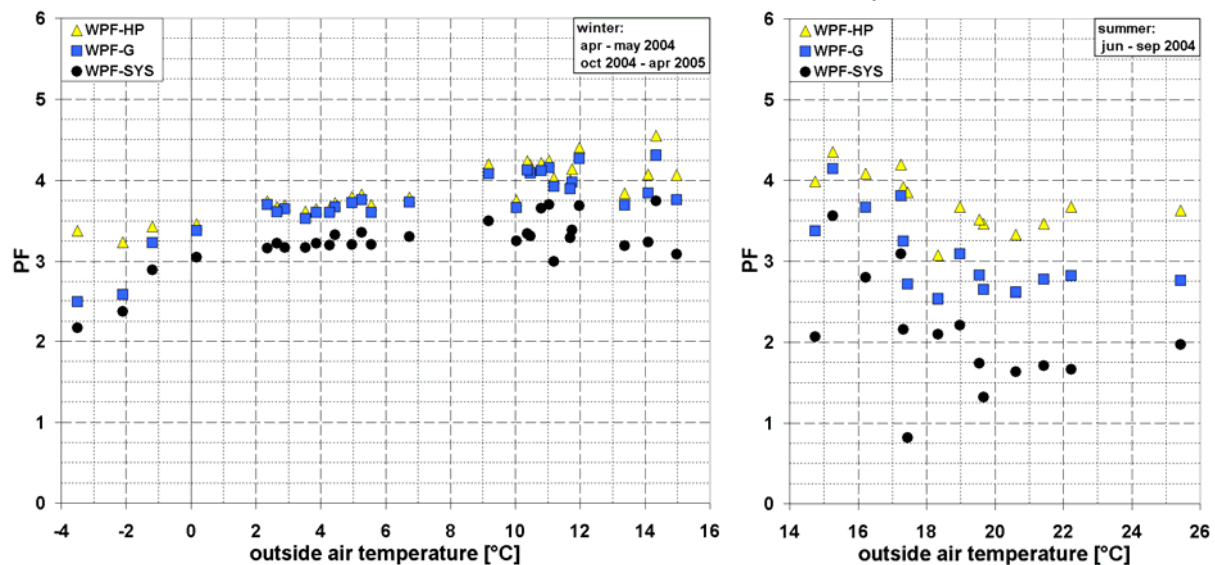 WPF-HP
WPF-G
WPF-SYS
winter:
apr - may 2004
oct 2004 - apr 2005
6
5
4
3
2
1
0
PF
-4 -2 0 2 4 6 8 10 12 14 16
outside air temperature [°C]
WPF-HP
WPF-G
WPF-SYS
summer:
jun - sep 2004
6
5
4
3
2
1
0
PF
14 16 18 20 22 24 26
outside air temperature [°C]